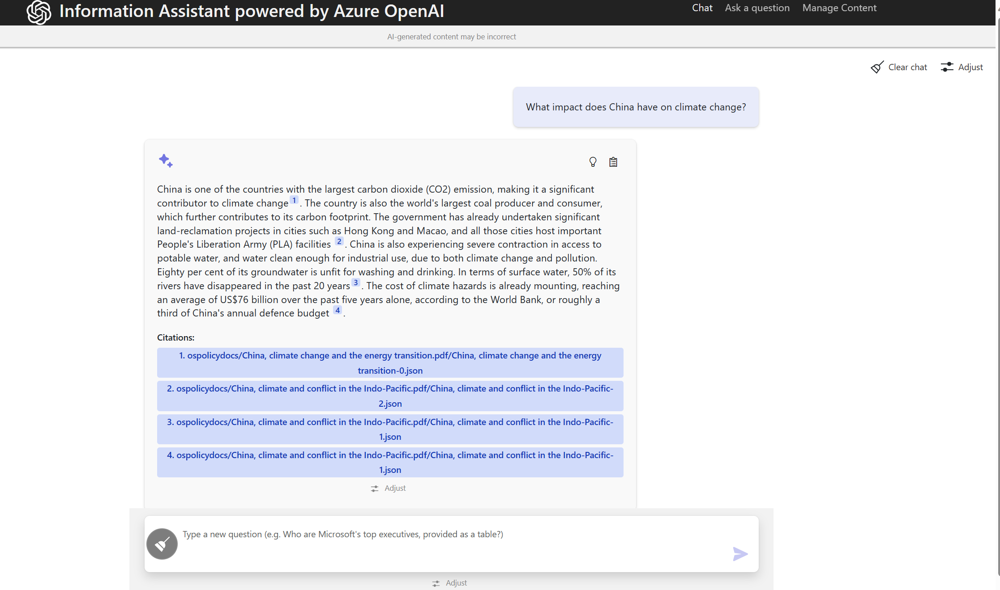 Information Assistant powered by Azure OpenAI
Chat Ask a question Manage Content
AI-generated content may be incorrect
Clear chat Adjust
What impact does China have on climate change?
China is one of the countries with the largest carbon dioxide (CO2) emission, making it a significant
contributor to climate change 1 . The country is also the world's largest coal producer and consumer,
which further contributes to its carbon footprint. The government has already undertaken significant
land-reclamation projects in cities such as Hong Kong and Macao, and all those cities host important
People's Liberation Army (PLA) facilities 2 . China is also experiencing severe contraction in access to
potable water, and water clean enough for industrial use, due to both climate change and pollution.
Eighty per cent of its groundwater is unfit for washing and drinking. In terms of surface water, 50% of its
rivers have disappeared in the past 20 years 3 . The cost of climate hazards is already mounting, reaching
an average of US$76 billion over the past five years alone, according to the World Bank, or roughly a
third of China's annual defence budget 4 .
Citations:
1. ospolicydocs/China, climate change and the energy transition.pdf/China, climate change and the energy
transition-0.json
2. ospolicydocs/China, climate and conflict in the Indo-Pacific.pdf/China, climate and conflict in the Indo-Pacific-
2.json
3. ospolicydocs/China, climate and conflict in the Indo-Pacific.pdf/China, climate and conflict in the Indo-Pacific-
1.json
4. ospolicydocs/China, climate and conflict in the Indo-Pacific.pdf/China, climate and conflict in the Indo-Pacific-
1.json
Adjust
Type a new question (e.g. Who are Microsoft's top executives, provided as a table?)
Adjust